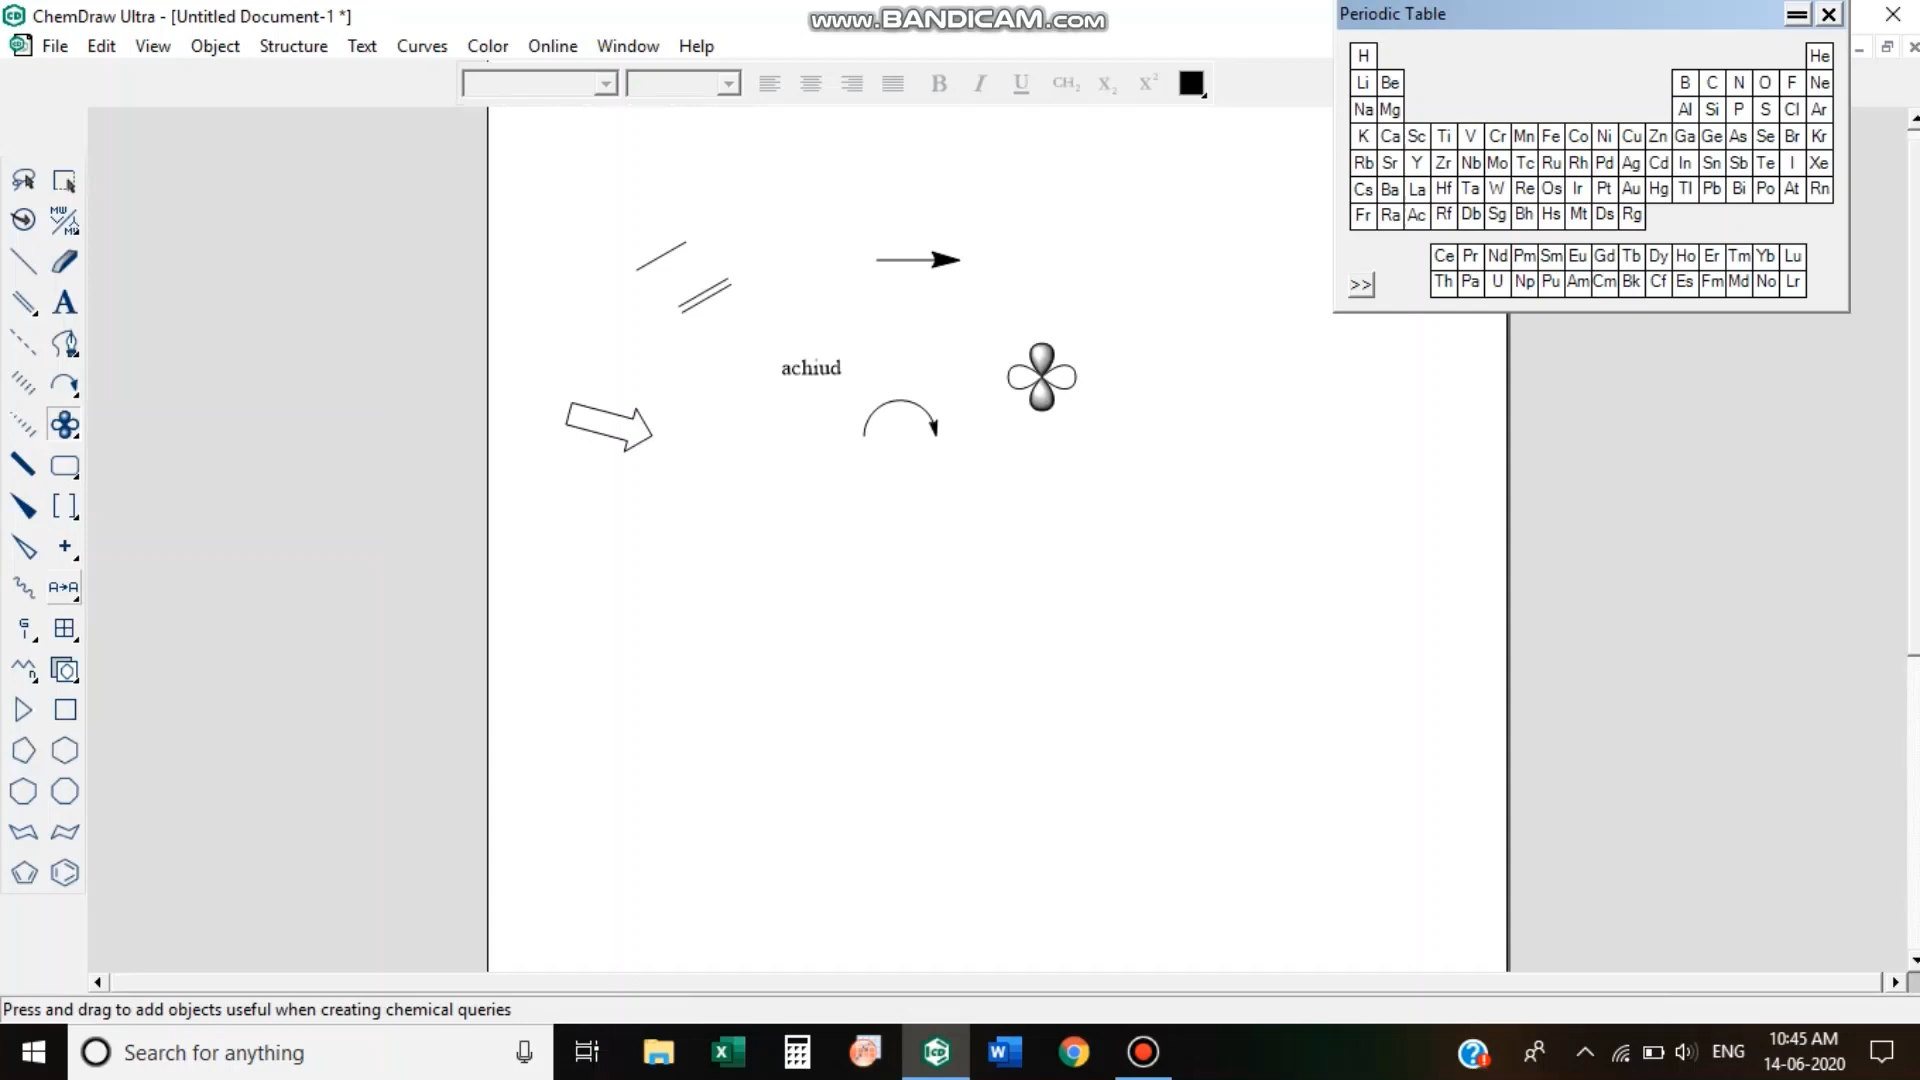 ChemDraw Ultra - [Untitled Document-1 *]
www.BANDICAM.com
File Edit View Object Structure Text Curves Color Online Window Help
B I U CH2 X2 X2
Periodic Table
H He
Li Be B C N O F Ne
Na Mg Al Si P S Cl Ar
K Ca Sc Ti V Cr Mn Fe Co Ni Cu Zn Ga Ge As Se Br Kr
Rb Sr Y Zr Nb Mo Tc Ru Rh Pd Ag Cd In Sn Sb Te I Xe
Cs Ba La Hf Ta W Re Os Ir Pt Au Hg Tl Pb Bi Po At Rn
Fr Ra Ac Rf Db Sg Bh Hs Mt Ds Rg
Ce Pr Nd Pm Sm Eu Gd Tb Dy Ho Er Tm Yb Lu
>> Th Pa U Np Pu Am Cm Bk Cf Es Fm Md No Lr
MW
A
achiud
A→A
Press and drag to add objects useful when creating chemical queries
Search for anything
ENG
10:45 AM
14-06-2020